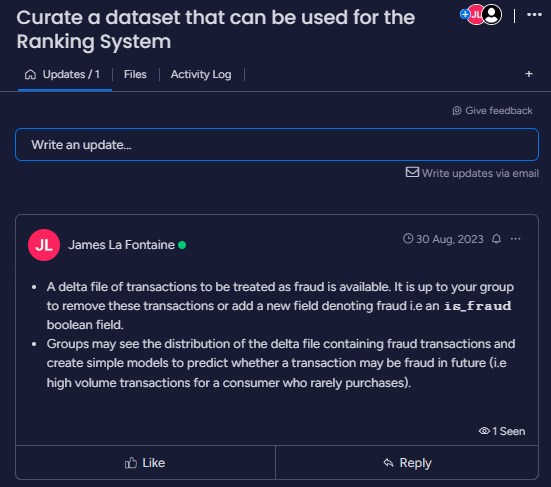 Curate a dataset that can be used for the
Ranking System
JL
Updates / 1
Files
Activity Log
+
Give feedback
Write an update...
Write updates via email
JL
James La Fontaine
30 Aug, 2023
• A delta file of transactions to be treated as fraud is available. It is up to your group
to remove these transactions or add a new field denoting fraud i.e an is_fraud
boolean field.
• Groups may see the distribution of the delta file containing fraud transactions and
create simple models to predict whether a transaction may be fraud in future (i.e
high volume transactions for a consumer who rarely purchases).
1 Seen
Like
Reply